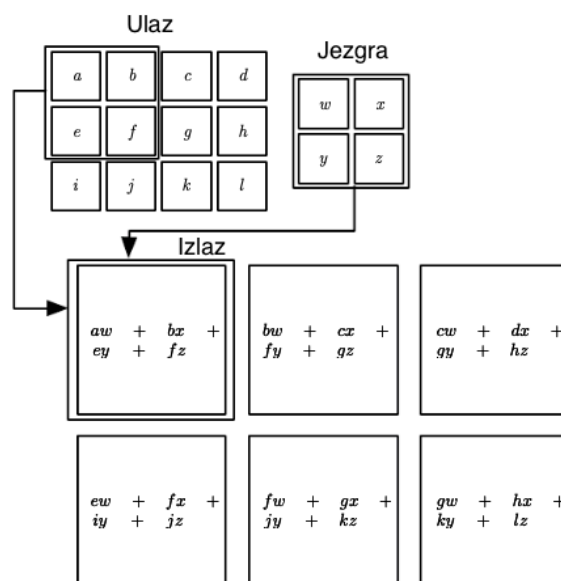 Ulaz
Jezgra
a b c d
w x
e f g h
y z
i j k l
Izlaz
aw + bx +
ey + fz
bw + cx +
fy + gz
cw + dx +
gy + hz
ew + fx +
iy + jz
fw + gx +
jy + kz
gw + hx +
ky + lz